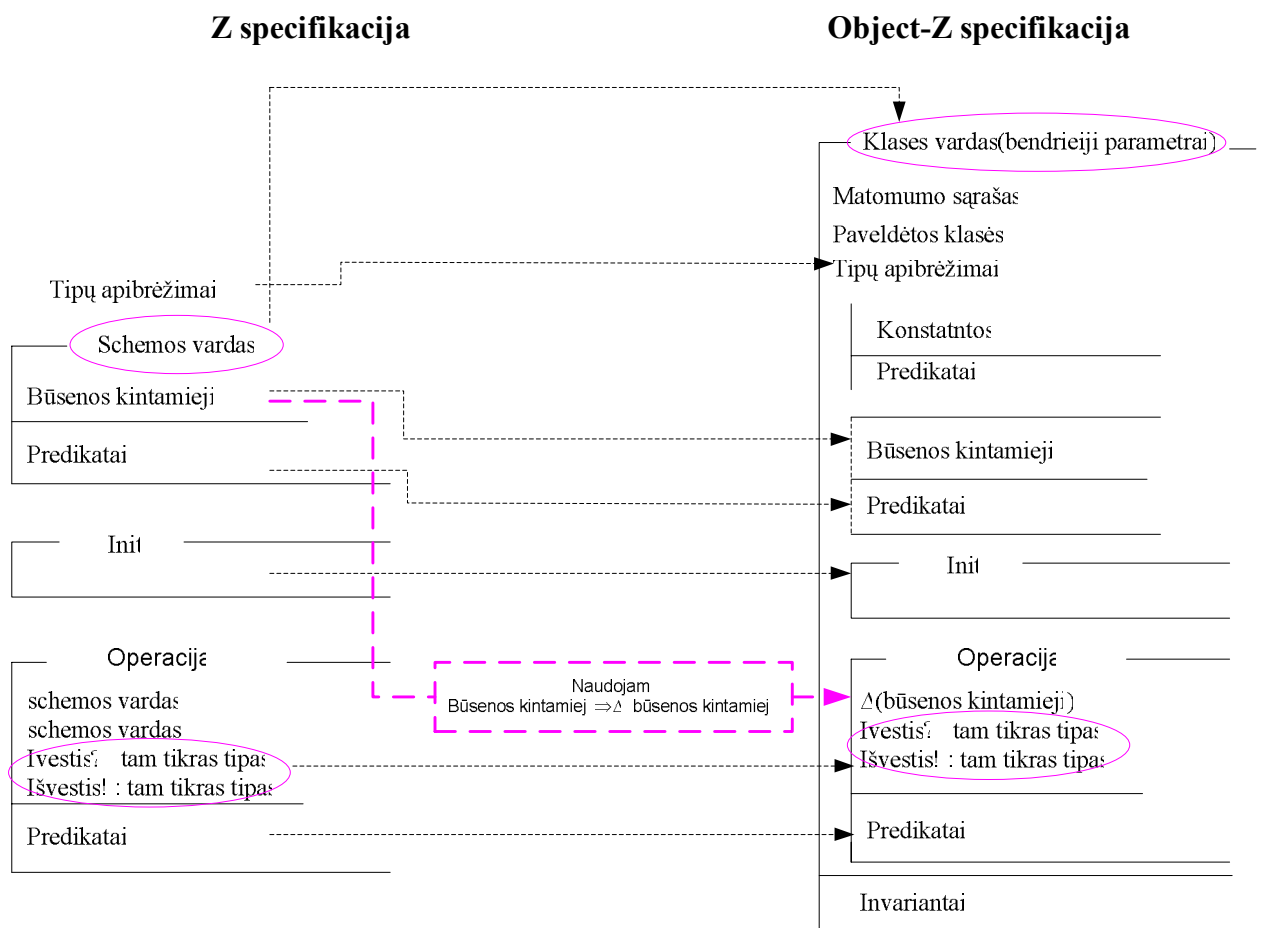 Z specifikacija
Object-Z specifikacija
Tipų apibrėžimai
Schemos vardas
Būsenos kintamieji
Predikatai
Init
Operacija
schemos vardas
schemos vardas
Ivestis? tam tikras tipas
Išvestis! : tam tikras tipas
Predikatai
Naudojam
Būsenos kintamiej ⇒Δ būsenos kintamiej
Klases vardas(bendrieiji parametrai)
Matomumo sąrašas
Paveldėtos klasės
Tipų apibrėžimai
Konstatntos
Predikatai
Būsenos kintamieji
Predikatai
Init
Operacija
Δ(būsenos kintamieji)
Ivestis? tam tikras tipas
Išvestis! : tam tikras tipas
Predikatai
Invariantai